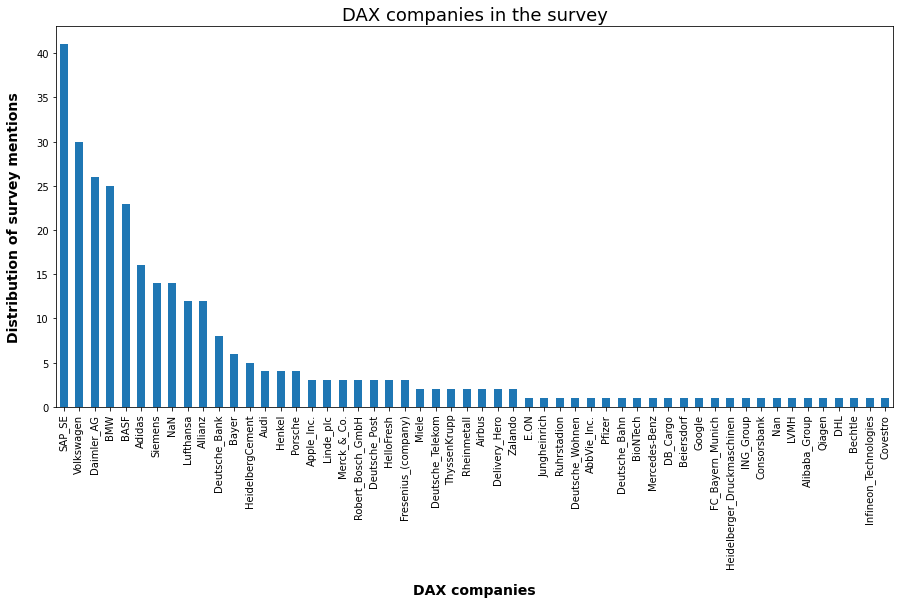 DAX companies in the survey
Distribution of survey mentions
40
35
30
25
20
15
10
5
0
SAP_SE
Volkswagen
Daimler_AG
BMW
BASF
Adidas
Siemens
NaN
Lufthansa
Allianz
Deutsche_Bank
Bayer
HeidelbergCement
Audi
Henkel
Porsche
Apple_Inc.
Linde_plc
Merck_&_Co.
Robert_Bosch_GmbH
Deutsche_Post
HelloFresh
Fresenius_(company)
Miele
Deutsche_Telekom
ThyssenKrupp
Rheinmetall
Airbus
Delivery_Hero
Zalando
E.ON
Jungheinrich
Ruhrstadion
Deutsche_Wohnen
AbbVie_Inc.
Pfizer
Deutsche_Bahn
BioNTech
Mercedes-Benz
DB_Cargo
Beiersdorf
Google
FC_Bayern_Munich
Heidelberger_Druckmaschinen
ING_Group
Consorsbank
Nan
LVMH
Alibaba_Group
Qiagen
DHL
Bechtle
Infineon_Technologies
Covestro
DAX companies